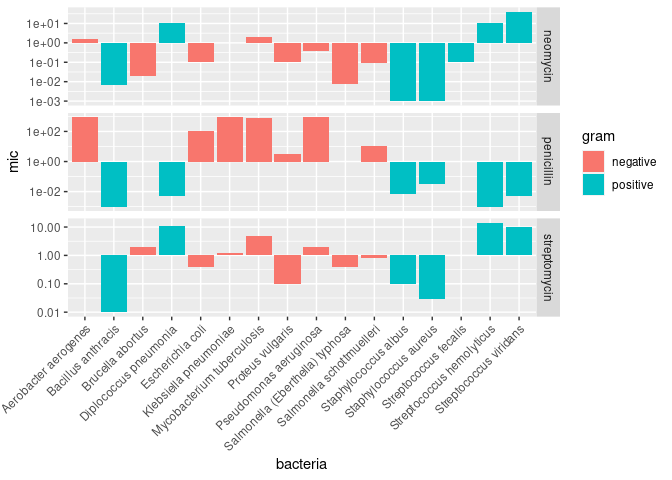 1e+01
1e+00
1e-01
1e-02
1e-03
neomycin
1e+02
1e+00
1e-02
penicillin
10.00
1.00
0.10
0.01
streptomycin
mic
Aerobacter aerogenes
Bacillus anthracis
Brucella abortus
Diplococcus pneumonia
Escherichia coli
Klebsiella pneumoniae
Mycobacterium tuberculosis
Proteus vulgaris
Pseudomonas aeruginosa
Salmonella (Eberthella) typhosa
Salmonella schottmuelleri
Staphylococcus albus
Staphylococcus aureus
Streptococcus fecalis
Streptococcus hemolyticus
Streptococcus viridans
bacteria
gram
negative
positive